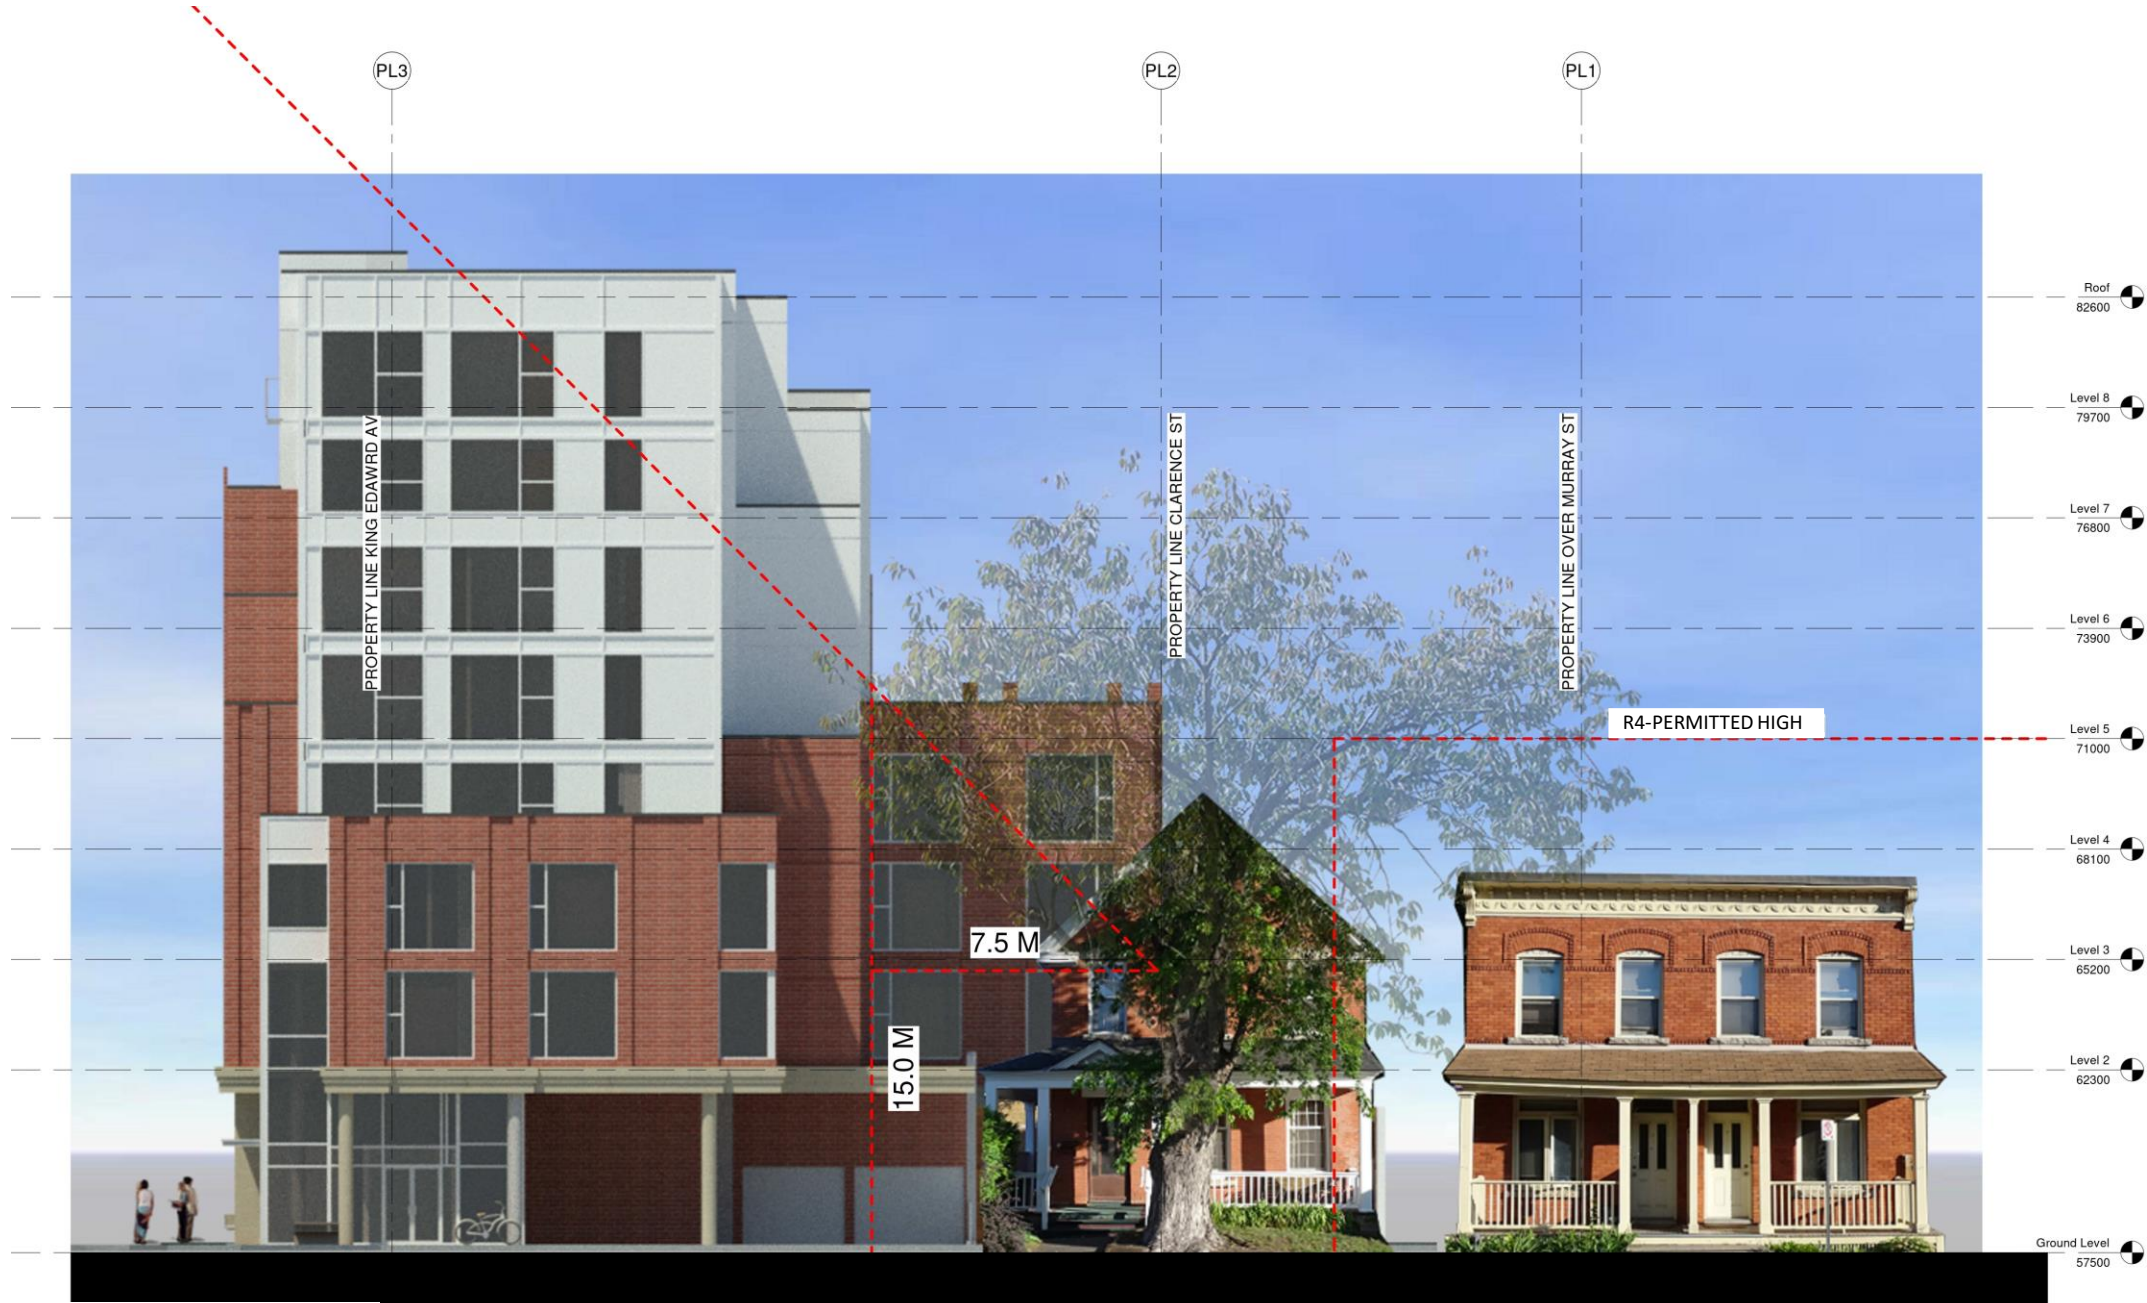 PL3
PL2
PL1
Roof
82600
Level 8
79700
PROPERTY LINE KING EDAWRD AV
PROPERTY LINE CLARENCE ST
PROPERTY LINE OVER MURRAY ST
Level 7
76800
Level 6
73900
R4-PERMITTED HIGH
Level 5
71000
Level 4
68100
7.5 M
Level 3
65200
15.0 M
Level 2
62300
Ground Level
57500